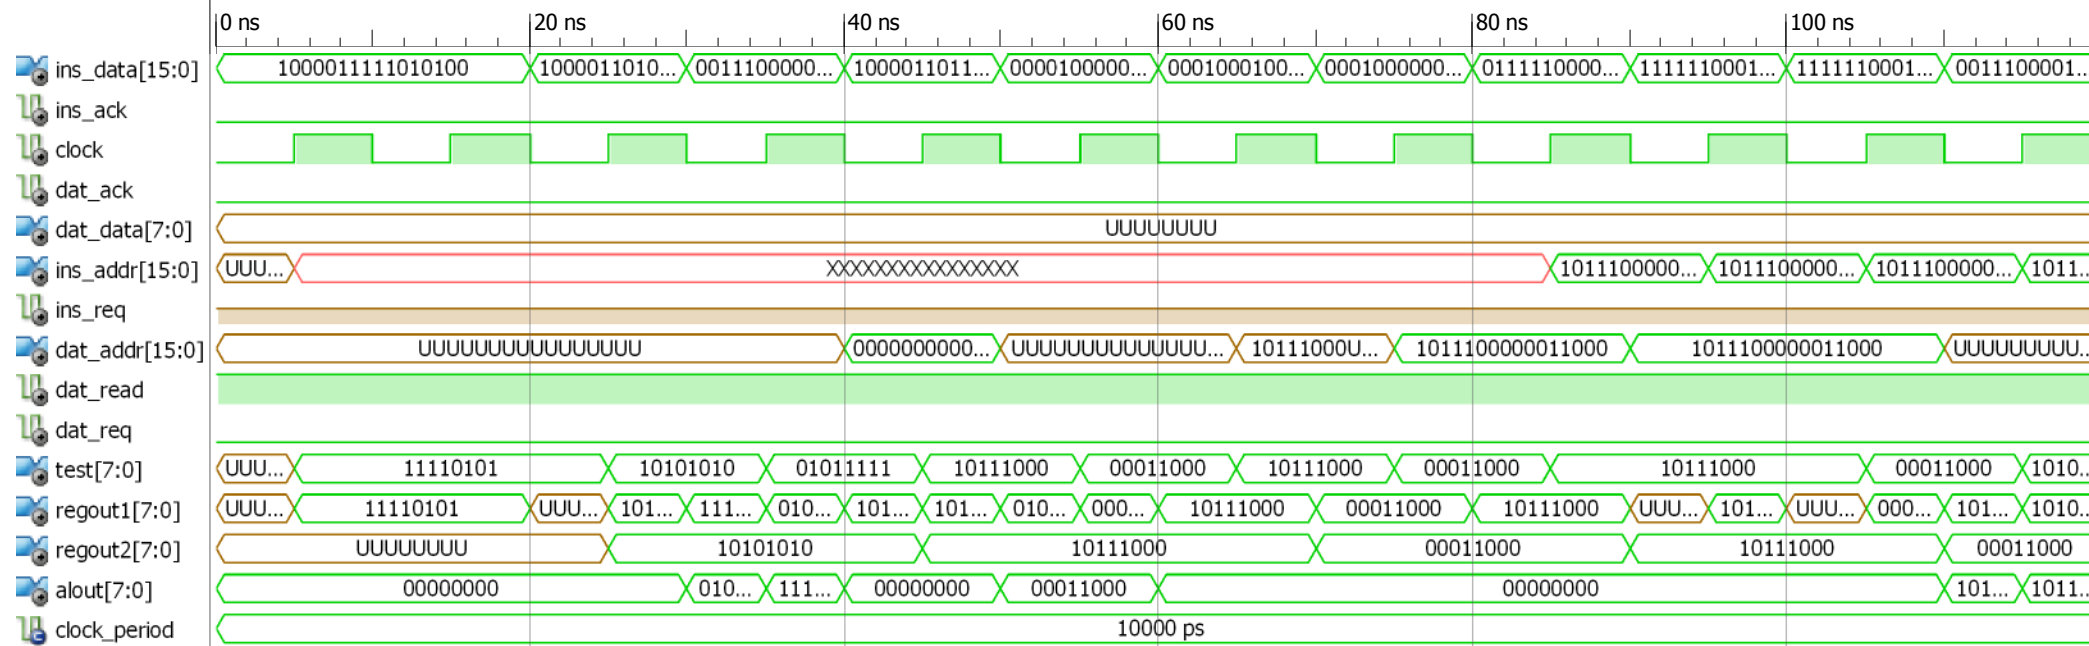 0 ns 20 ns 40 ns 60 ns 80 ns 100 ns
ins_data[15:0] 1000011111010100 1000011010... 0011100000... 1000011011... 0000100000... 0001000100... 0001000000... 0111110000... 1111110001... 1111110001... 0011100001...
ins_ack
clock
dat_ack
dat_data[7:0] UUUUUUUU
ins_addr[15:0] UUU... XXXXXXXXXXXXXXXX 1011100000... 1011100000... 1011100000... 1011..
ins_req
dat_addr[15:0] UUUUUUUUUUUUUUUU 0000000000... UUUUUUUUUUUUUU... 10111000U... 1011100000011000 1011100000011000 UUUUUUUUU..
dat_read
dat_req
test[7:0] UUU... 11110101 10101010 01011111 10111000 00011000 10111000 00011000 10111000 00011000 1010..
regout1[7:0] UUU... 11110101 UUU... 101... 111... 010... 101... 101... 010... 000... 10111000 00011000 10111000 UUU... 101... UUU... 000... 101... 1010..
regout2[7:0] UUUUUUUU 10101010 10111000 00011000 10111000 00011000
alout[7:0] 00000000 010... 111... 00000000 00011000 00000000 101... 1011..
clock_period 10000 ps